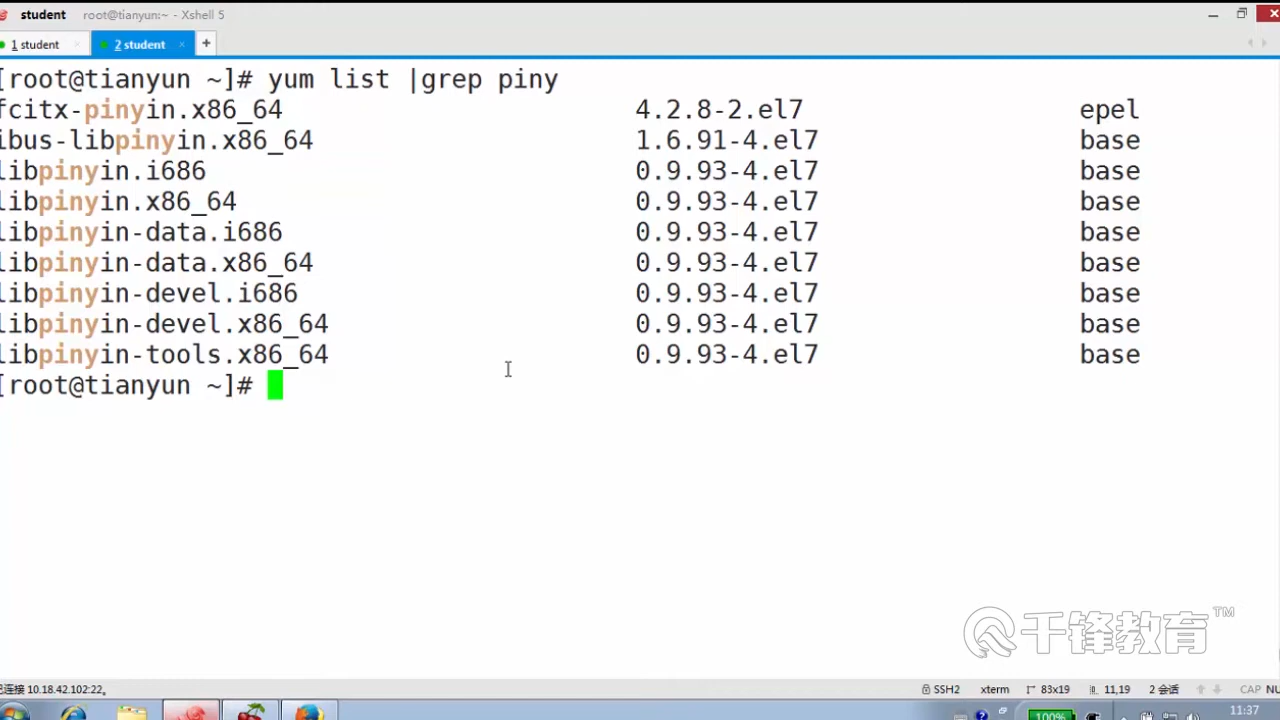 student root@tianyun:~ - Xshell 5
1 student × 2 student × +
[root@tianyun ~]# yum list |grep piny
fcitx-pinyin.x86_64 4.2.8-2.el7 epel
ibus-libpinyin.x86_64 1.6.91-4.el7 base
libpinyin.i686 0.9.93-4.el7 base
libpinyin.x86_64 0.9.93-4.el7 base
libpinyin-data.i686 0.9.93-4.el7 base
libpinyin-data.x86_64 0.9.93-4.el7 base
libpinyin-devel.i686 0.9.93-4.el7 base
libpinyin-devel.x86_64 0.9.93-4.el7 base
libpinyin-tools.x86_64 0.9.93-4.el7 base
[root@tianyun ~]#
千锋教育™
已连接 10.18.42.102:22。 SSH2 xterm 83x19 11,19 2 会话 CAP NU
100% 11:37